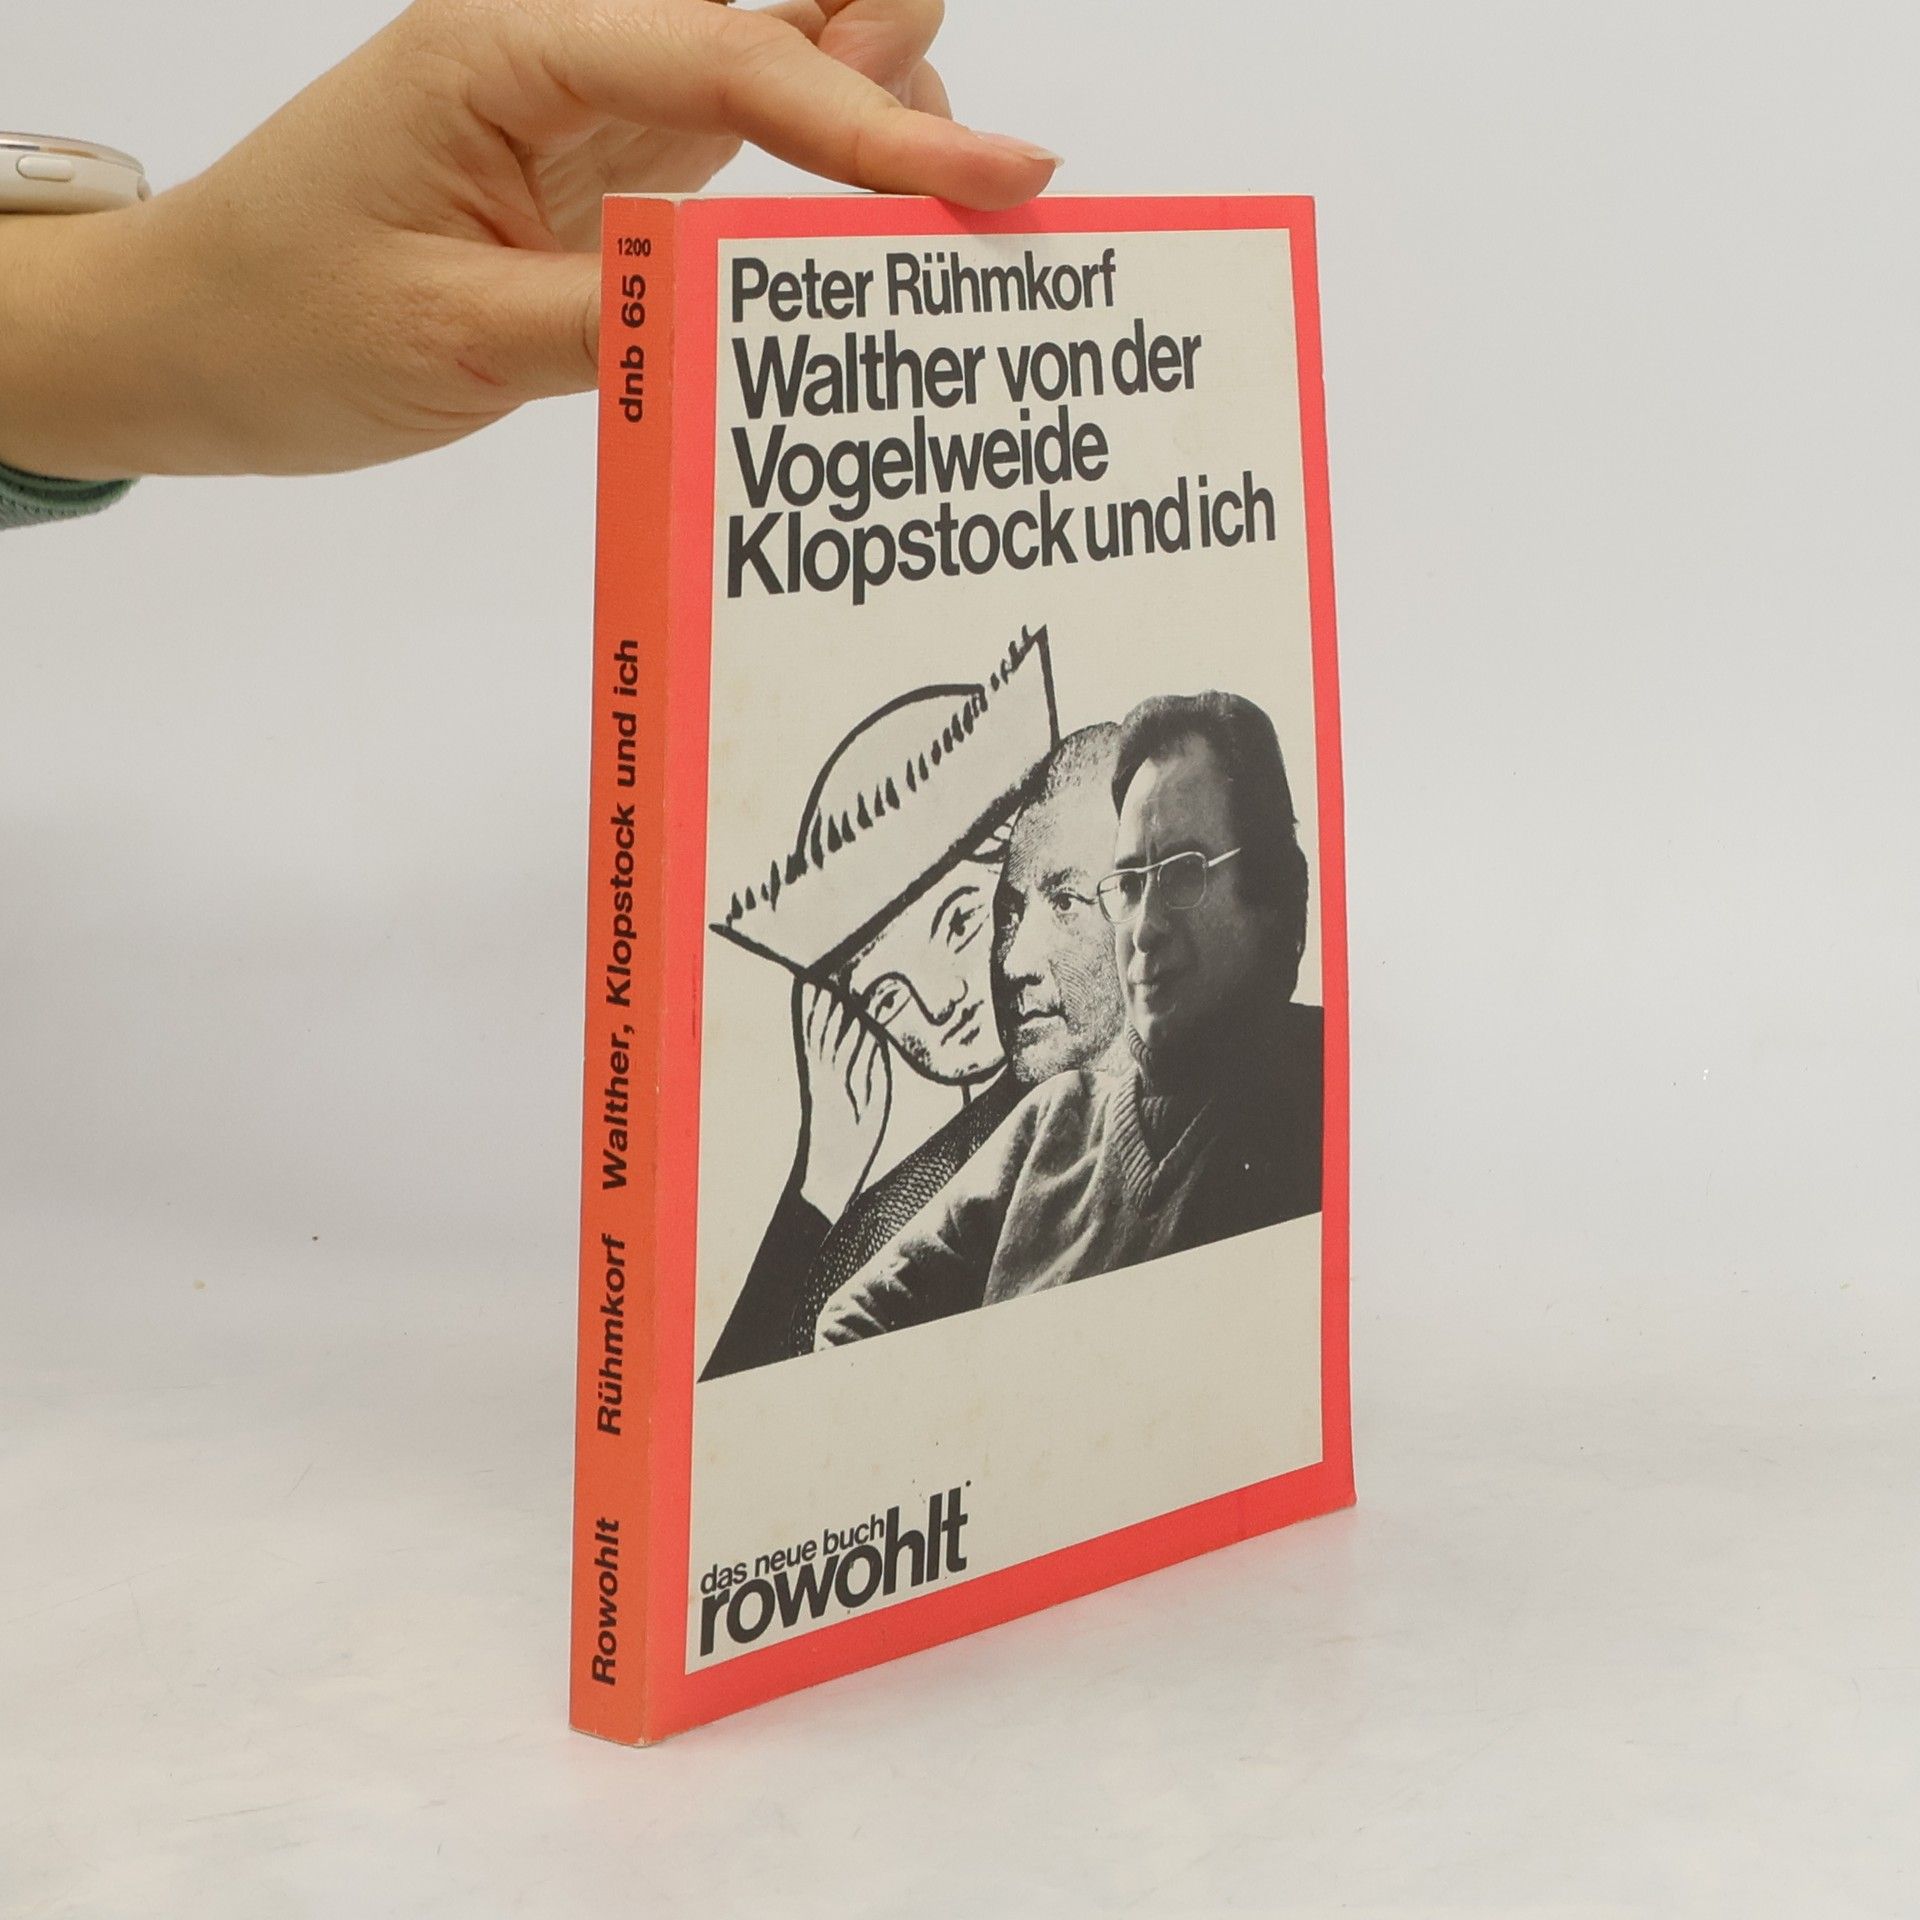 1200
dnb 65
Walther, Klopstock und ich
Rühmkorf
Rowohlt
Peter Rühmkorf
Walther von der
Vogelweide
Klopstock und ich
das neue buch
rowohlt